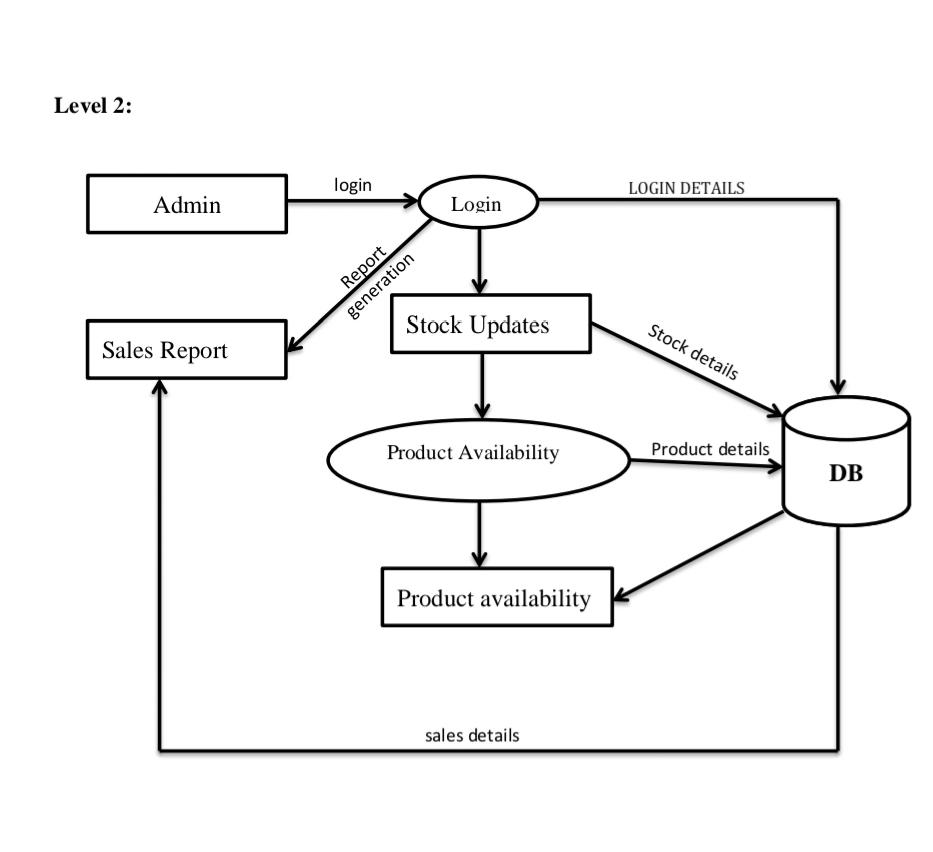 Level 2:
Admin
login
Login
LOGIN DETAILS
Report
generation
Stock Updates
Sales Report
Stock details
Product Availability
Product details
DB
Product availability
sales details